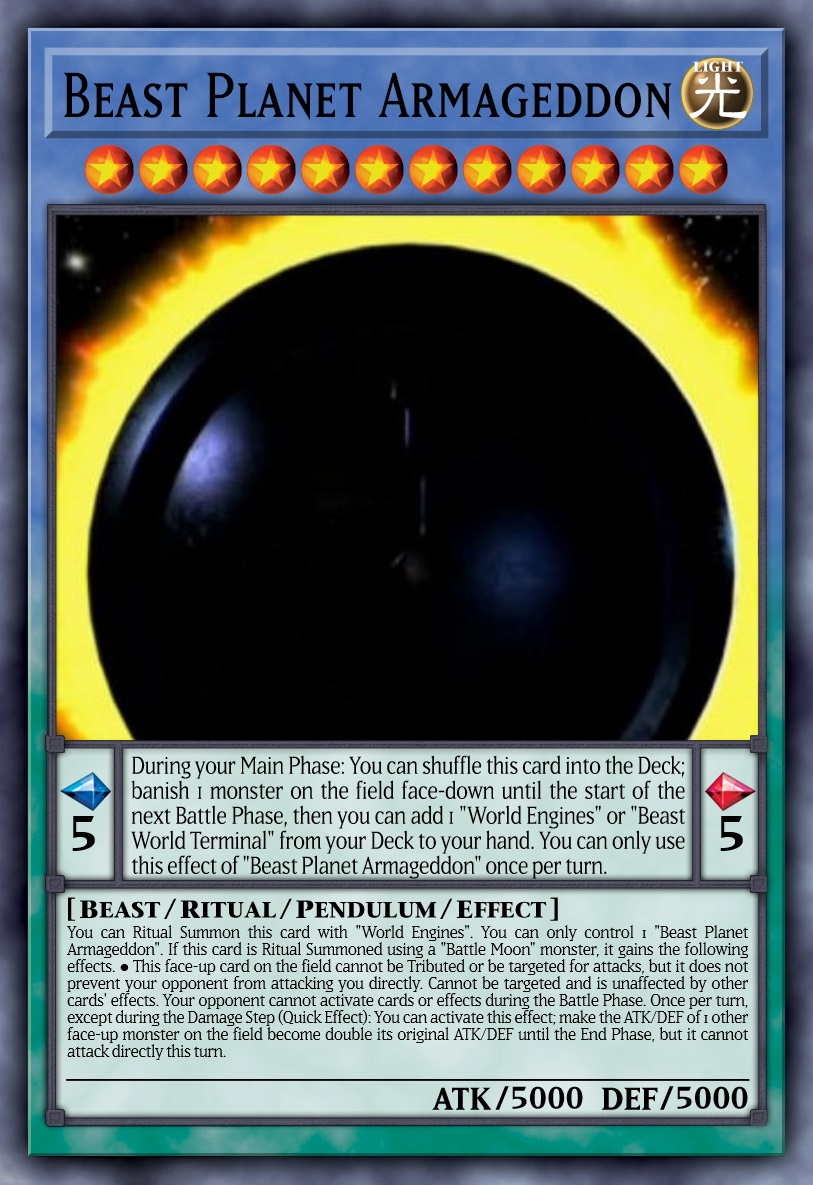 Beast Planet Armageddon
LIGHT
光
During your Main Phase: You can shuffle this card into the Deck;
banish 1 monster on the field face-down until the start of the
next Battle Phase, then you can add 1 "World Engines" or "Beast
World Terminal" from your Deck to your hand. You can only use
this effect of "Beast Planet Armageddon" once per turn.
5
5
[ Beast / Ritual / Pendulum / Effect ]
You can Ritual Summon this card with "World Engines". You can only control 1 "Beast Planet
Armageddon". If this card is Ritual Summoned using a "Battle Moon" monster, it gains the following
effects. ● This face-up card on the field cannot be Tributed or be targeted for attacks, but it does not
prevent your opponent from attacking you directly. Cannot be targeted and is unaffected by other
cards' effects. Your opponent cannot activate cards or effects during the Battle Phase. Once per turn,
except during the Damage Step (Quick Effect): You can activate this effect; make the ATK/DEF of 1 other
face-up monster on the field become double its original ATK/DEF until the End Phase, but it cannot
attack directly this turn.
ATK/5000 DEF/5000